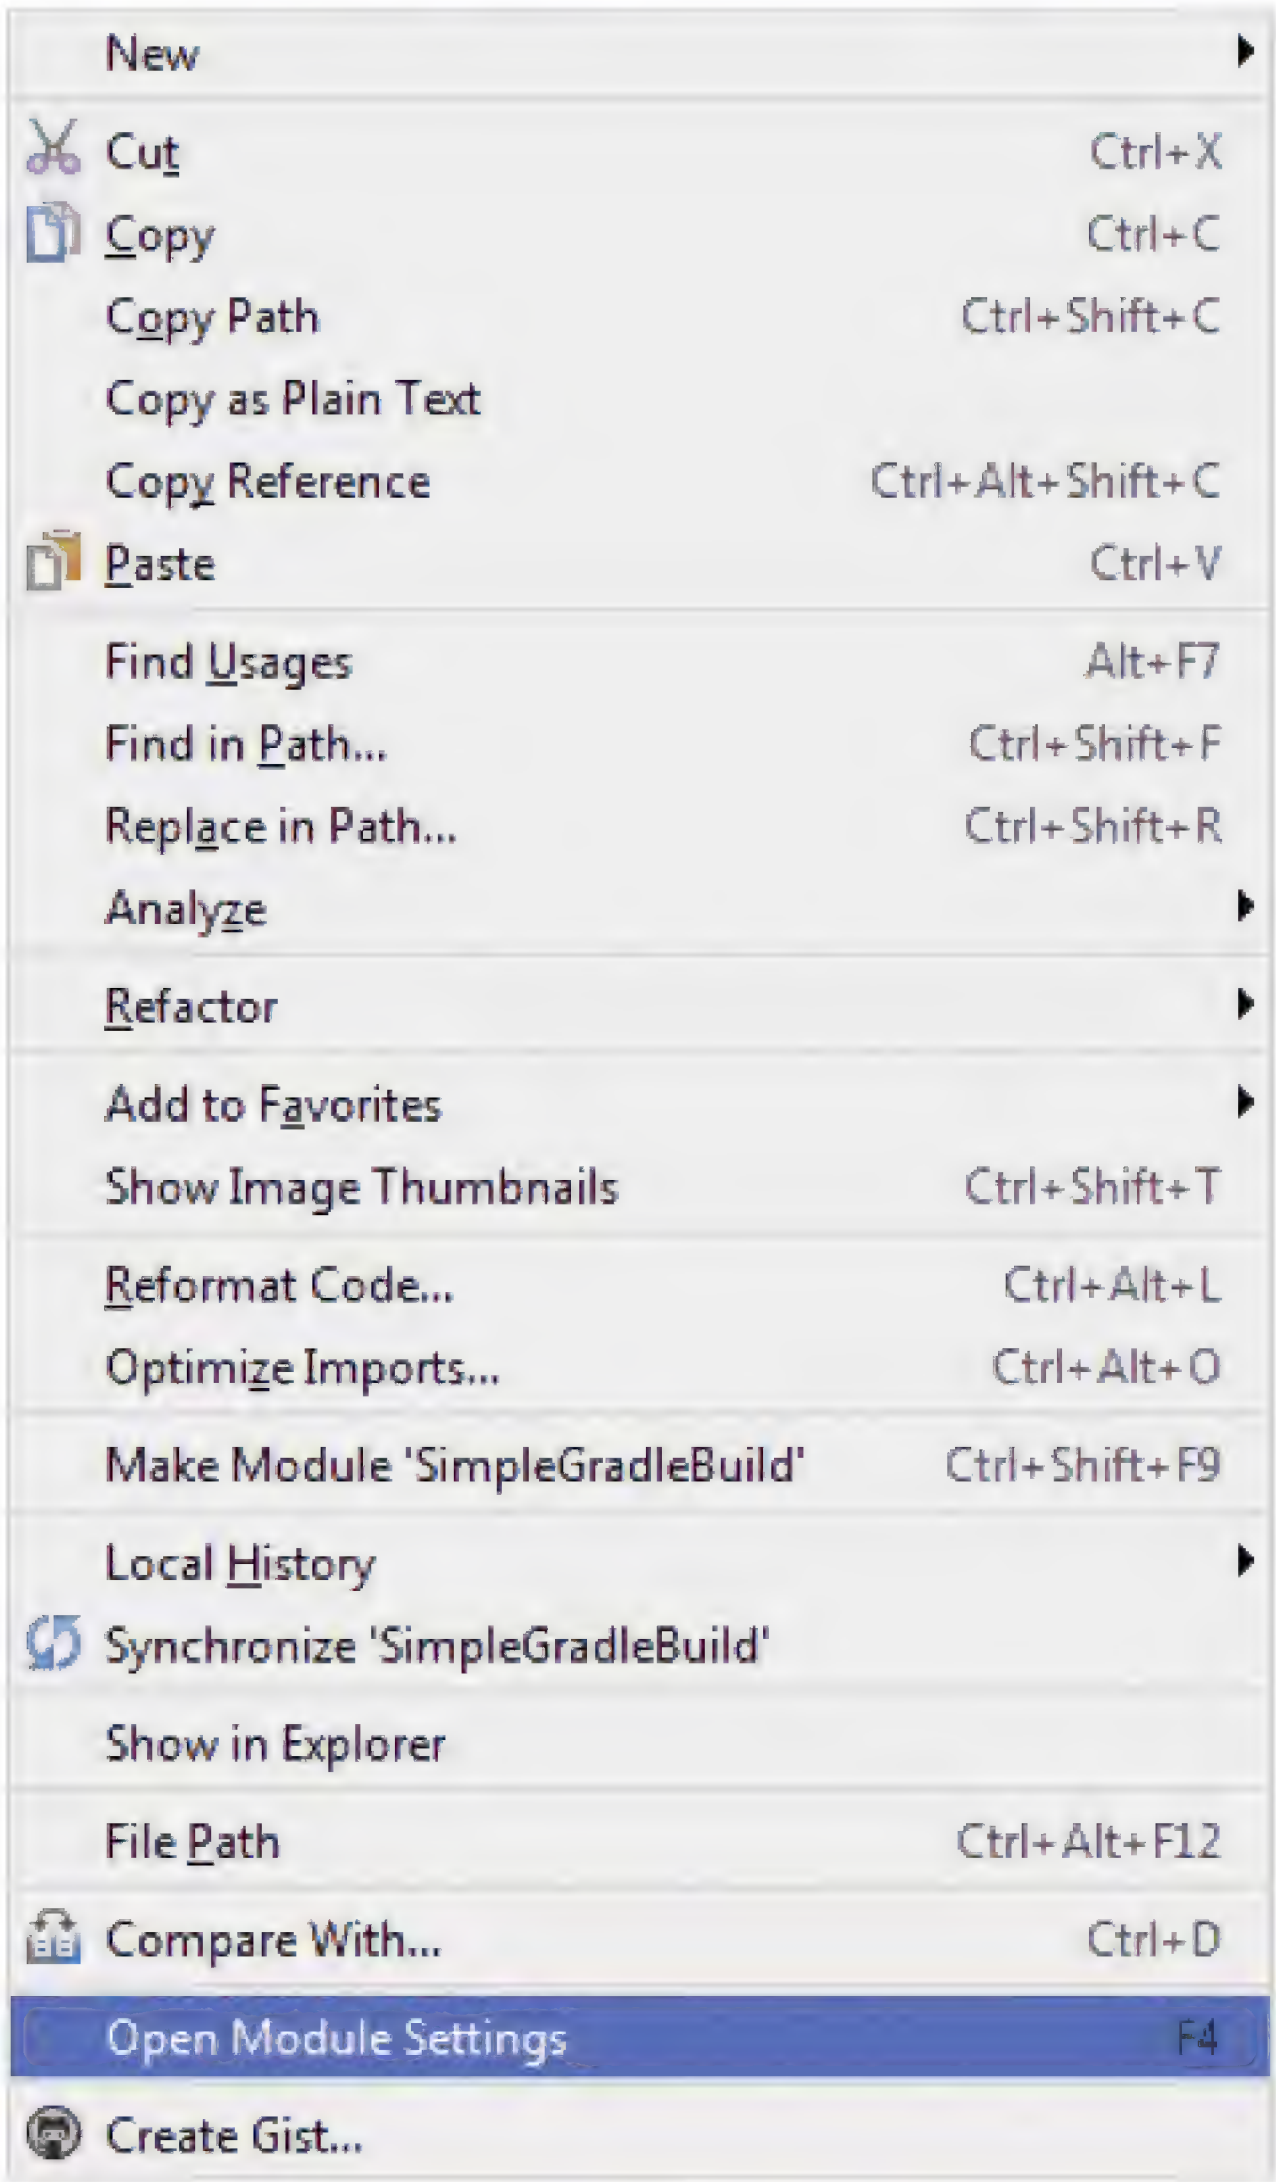 New
Cut Ctrl+X
Copy Ctrl+C
Copy Path Ctrl+Shift+C
Copy as Plain Text
Copy Reference Ctrl+Alt+Shift+C
Paste Ctrl+V
Find Usages Alt+F7
Find in Path... Ctrl+Shift+F
Replace in Path... Ctrl+Shift+R
Analyze
Refactor
Add to Favorites
Show Image Thumbnails Ctrl+Shift+T
Reformat Code... Ctrl+Alt+L
Optimize Imports... Ctrl+Alt+O
Make Module 'SimpleGradleBuild' Ctrl+Shift+F9
Local History
Synchronize 'SimpleGradleBuild'
Show in Explorer
File Path Ctrl+Alt+F12
Compare With... Ctrl+D
Open Module Settings F4
Create Gist...